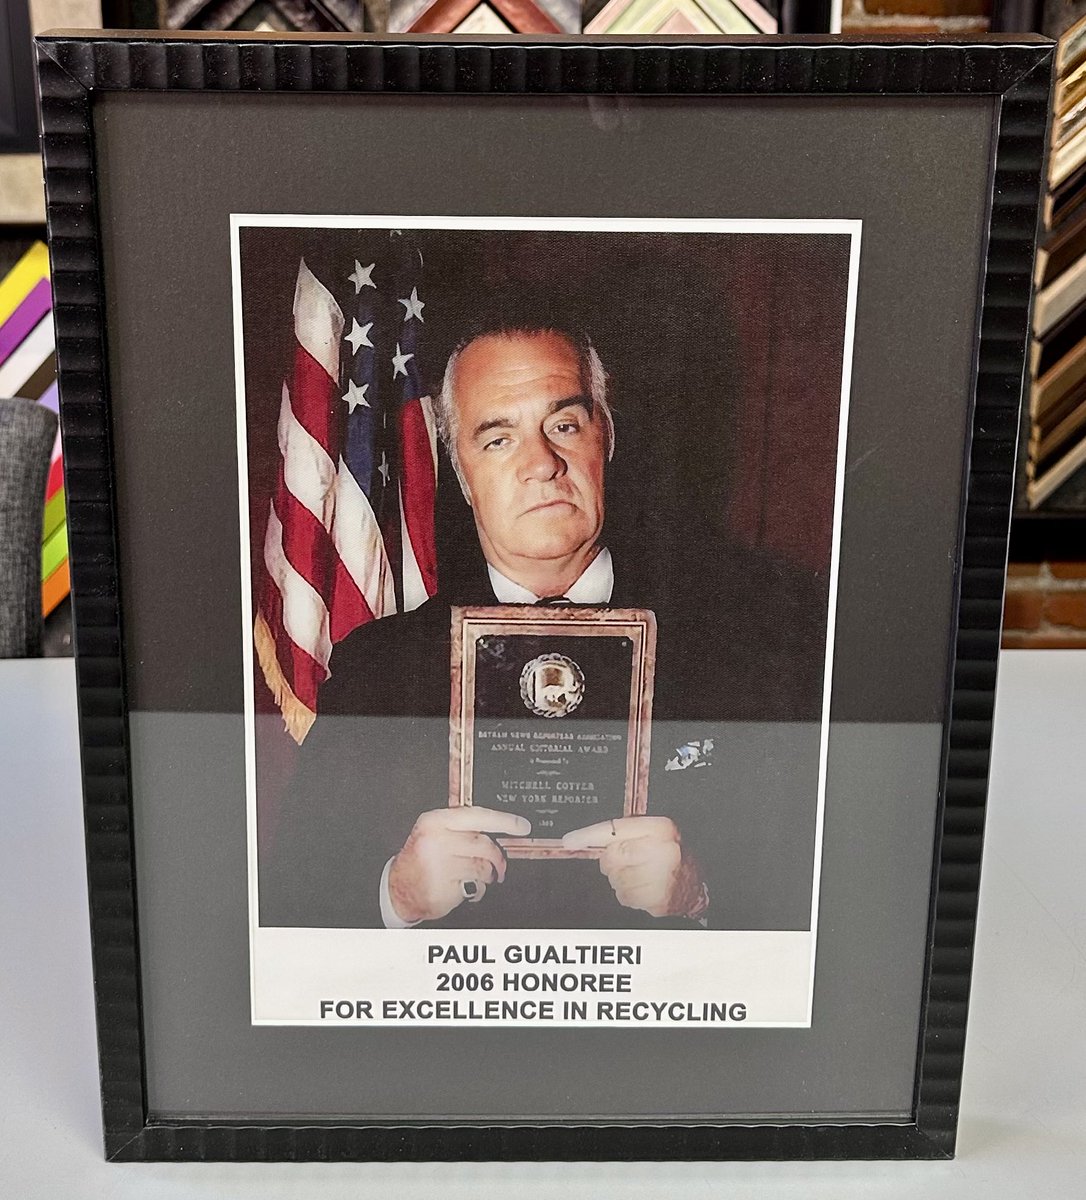 ANNUAL EDITORIAL AWARD
MITCHELL COTTER
NEW YORK REPORTER
PAUL GUALTIERI
2006 HONOREE
FOR EXCELLENCE IN RECYCLING